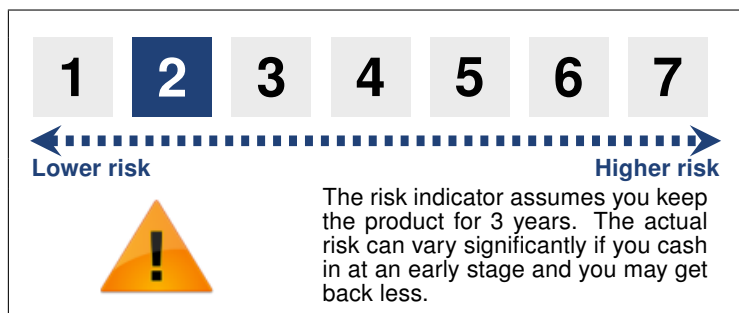 1 2 3 4 5 6 7
Lower risk Higher risk
!
The risk indicator assumes you keep
the product for 3 years. The actual
risk can vary significantly if you cash
in at an early stage and you may get
back less.